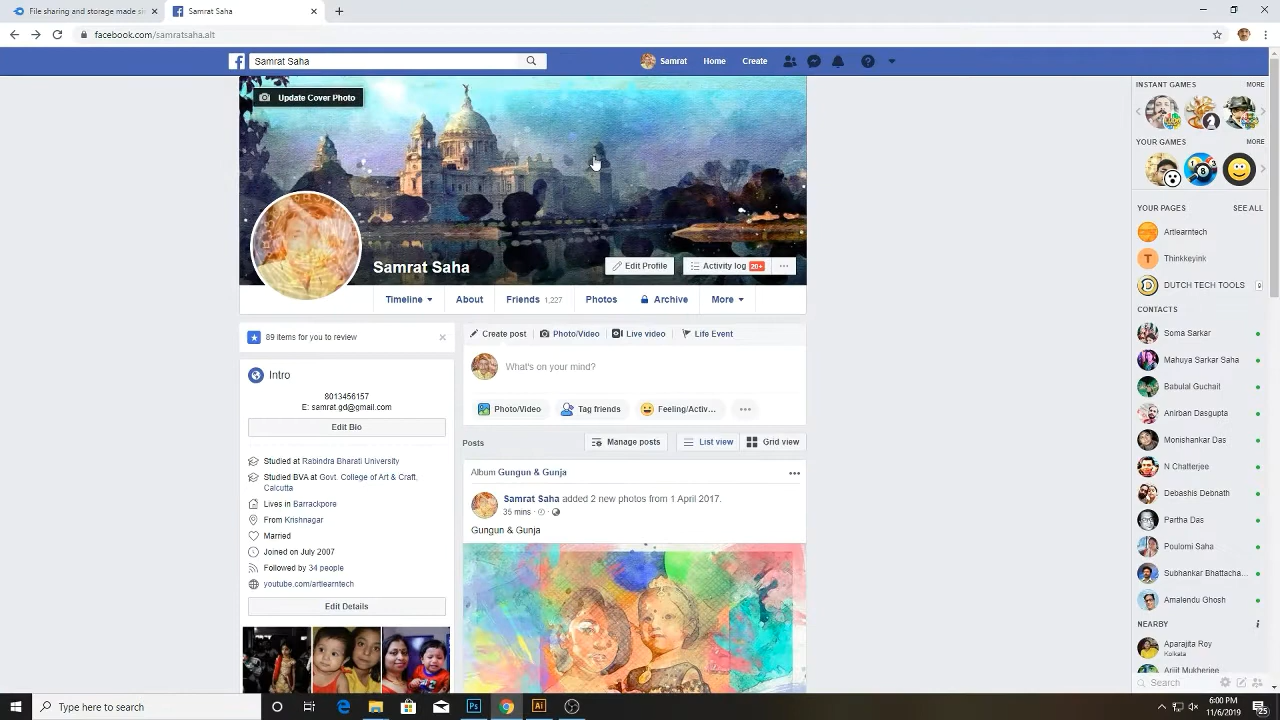 File sharing and storage made si
Samrat Saha
facebook.com/samratsaha.alt
Samrat Saha
Samrat
Home
Create
Update Cover Photo
Samrat Saha
Edit Profile
Activity log 20+
Timeline
About
Friends 1,227
Photos
Archive
More
89 items for you to review
Intro
8013456157
E: samrat.gd@gmail.com
Edit Bio
Studied at Rabindra Bharati University
Studied BVA at Govt. College of Art & Craft,
Calcutta
Lives in Barrackpore
From Krishnagar
Married
Joined on July 2007
Followed by 34 people
youtube.com/artlearntech
Edit Details
Create post
Photo/Video
Live video
Life Event
What's on your mind?
Photo/Video
Tag friends
Feeling/Activ...
Posts
Manage posts
List view
Grid view
Album Gungun & Gunja
Samrat Saha added 2 new photos from 1 April 2017.
35 mins
Gungun & Gunja
INSTANT GAMES MORE
YOUR GAMES MORE
YOUR PAGES SEE ALL
Artlearntech
Thinkkeyink
DUTCH TECH TOOLS 9
CONTACTS
Soma Sarkar
Mahuya Sarkar Saha
Babulal Guchait
Anirban Dasgupta
Monishankar Das
N Chatterjee
Debashis Debnath
Partha Das
Poulomi Saha
Subhankar Bhattacha...
Amalendu Ghosh
NEARBY
Aparajita Roy
Kolkata
Arijit Mukherjee
Search
Type here to search
Ps
Ai
6:00 PM
11/6/2019